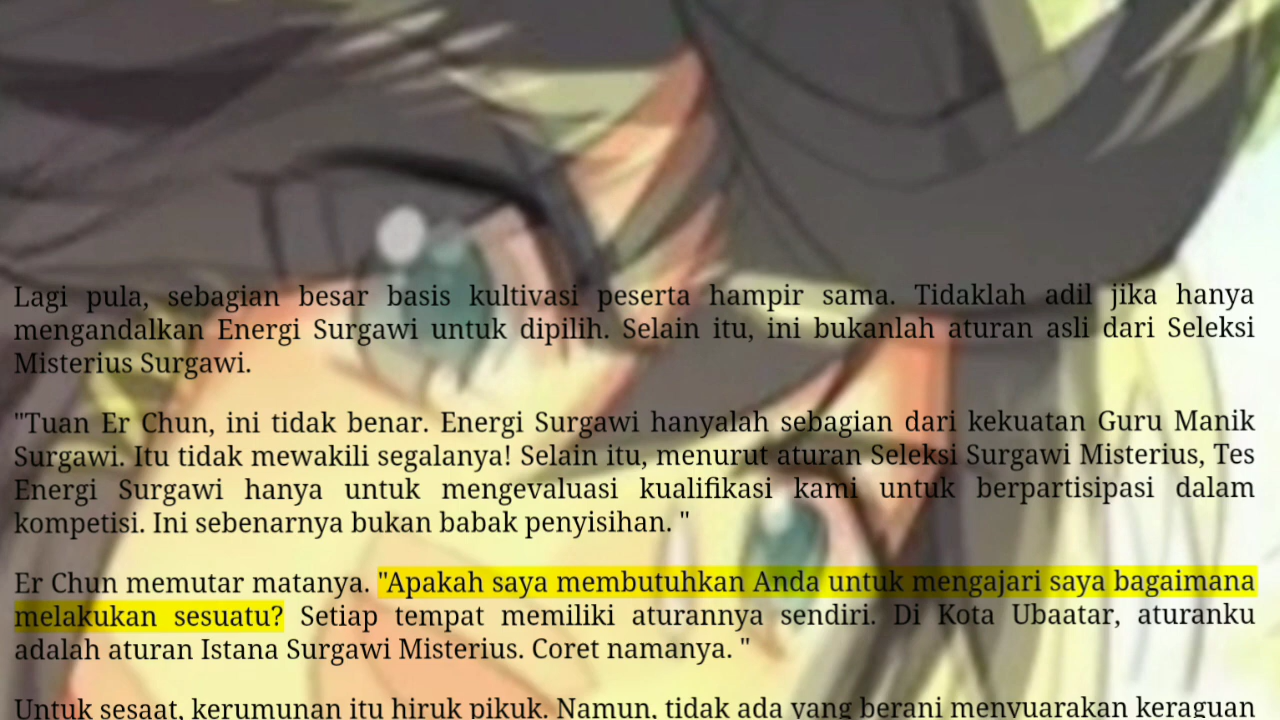 Lagi pula, sebagian besar basis kultivasi peserta hampir sama. Tidaklah adil jika hanya
mengandalkan Energi Surgawi untuk dipilih. Selain itu, ini bukanlah aturan asli dari Seleksi
Misterius Surgawi.
"Tuan Er Chun, ini tidak benar. Energi Surgawi hanyalah sebagian dari kekuatan Guru Manik
Surgawi. Itu tidak mewakili segalanya! Selain itu, menurut aturan Seleksi Surgawi Misterius, Tes
Energi Surgawi hanya untuk mengevaluasi kualifikasi kami untuk berpartisipasi dalam
kompetisi. Ini sebenarnya bukan babak penyisihan. "
Er Chun memutar matanya. "Apakah saya membutuhkan Anda untuk mengajari saya bagaimana
melakukan sesuatu? Setiap tempat memiliki aturannya sendiri. Di Kota Ubaatar, aturanku
adalah aturan Istana Surgawi Misterius. Coret namanya. "
Untuk sesaat, kerumunan itu hiruk pikuk. Namun, tidak ada yang berani menyuarakan keraguan